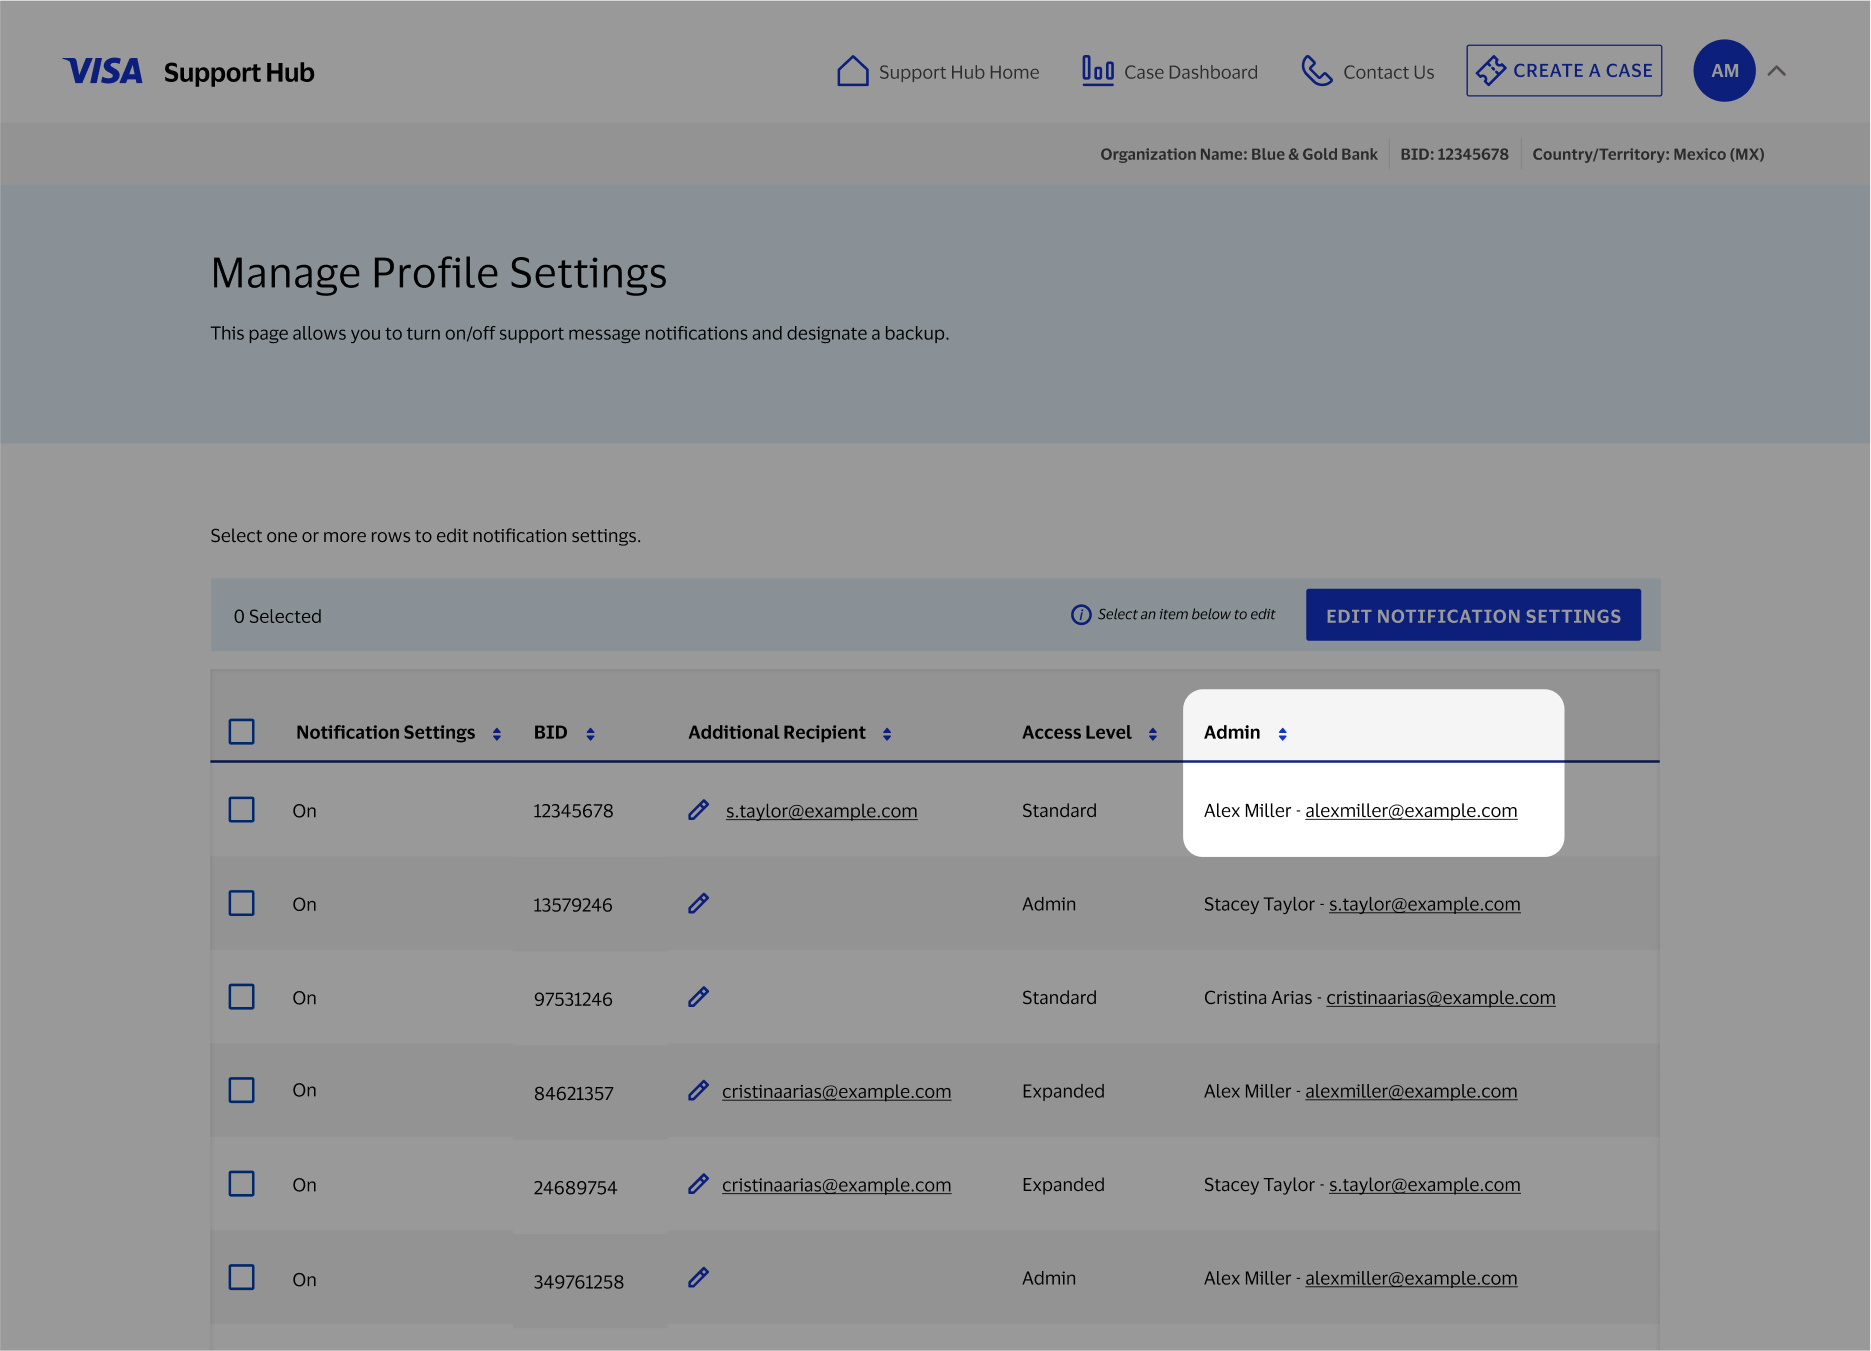 VISA Support Hub
Support Hub Home
Case Dashboard
Contact Us
CREATE A CASE
AM
Organization Name: Blue & Gold Bank
BID: 12345678
Country/Territory: Mexico (MX)
Manage Profile Settings
This page allows you to turn on/off support message notifications and designate a backup.
Select one or more rows to edit notification settings.
0 Selected
Select an item below to edit
EDIT NOTIFICATION SETTINGS
Notification Settings BID Additional Recipient Access Level Admin
On 12345678 s.taylor@example.com Standard Alex Miller - alexmiller@example.com
On 13579246 Admin Stacey Taylor - s.taylor@example.com
On 97531246 Standard Cristina Arias - cristinaarias@example.com
On 84621357 cristinaarias@example.com Expanded Alex Miller - alexmiller@example.com
On 24689754 cristinaarias@example.com Expanded Stacey Taylor - s.taylor@example.com
On 349761258 Admin Alex Miller - alexmiller@example.com